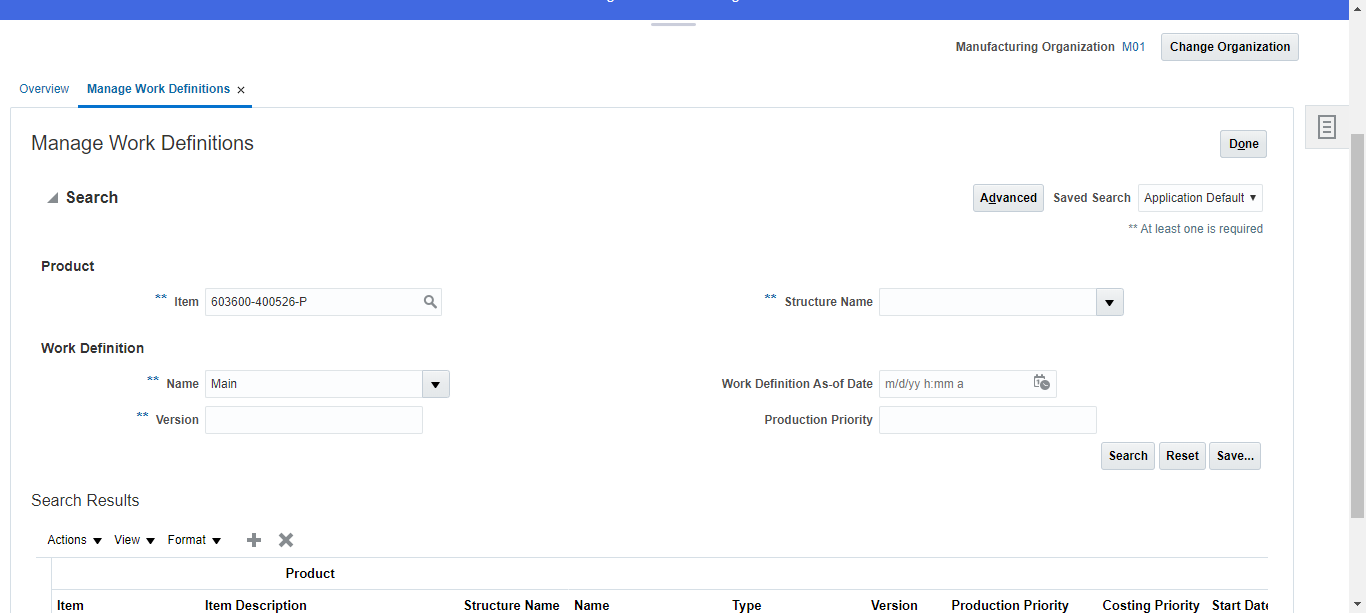 Manufacturing Organization M01 Change Organization
Overview Manage Work Definitions ×
Manage Work Definitions Done
Search Advanced Saved Search Application Default
** At least one is required
Product
** Item 603600-400526-P ** Structure Name
Work Definition
** Name Main Work Definition As-of Date m/d/yy h:mm a
** Version Production Priority
Search Reset Save...
Search Results
Actions View Format
Product
Item Item Description Structure Name Name Type Version Production Priority Costing Priority Start Date